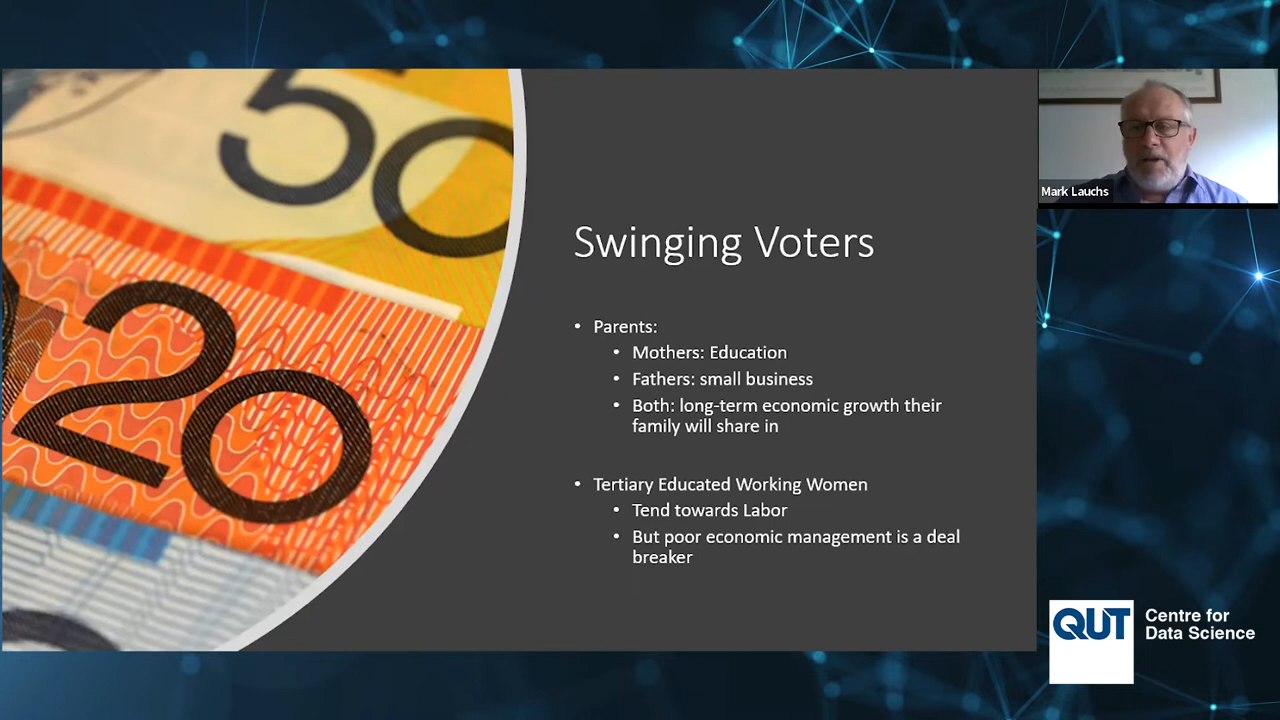 50
20
Swinging Voters
• Parents:
• Mothers: Education
• Fathers: small business
• Both: long-term economic growth their
family will share in
• Tertiary Educated Working Women
• Tend towards Labor
• But poor economic management is a deal
breaker
Mark Lauchs
QUT
Centre for
Data Science